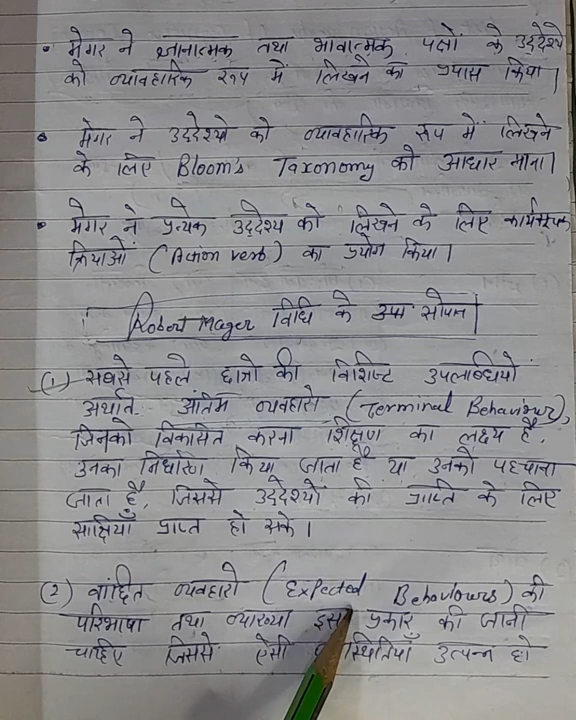 • मेगर ने ज्ञानात्मक तथा भावात्मक पक्षों के उद्देश्यो
को व्यावहारिक रूप में लिखने का प्रयास किया।
• मेगर ने उद्देश्यो को व्यावहारिक रूप में लिखने
के लिए Bloom's Taxonomy को आधार माना।
• मेगर ने प्रत्येक उद्देश्य को लिखने के लिए कार्यपरक
क्रियाओं (Action verb) का प्रयोग किया।
Robert Mager विधि के सोपान
(1) सबसे पहले छात्रो की विशिष्ट उपलब्धियो
अर्थात अंतिम व्यवहारो (Terminal Behaviour),
जिनको विकसित करना शिक्षण का लक्ष्य है,
उनका निर्धारण किया जाता है या उनको पहचाना
जाता है, जिससे उद्देश्यों की प्राप्ति के लिए
साक्षियाँ प्राप्त हो सके।
(2) वांछित व्यवहारो (Expected Behaviours) की
परिभाषा तथा व्याख्या इस प्रकार की जानी
चाहिए जिससे ऐसी उत्पन्न हो